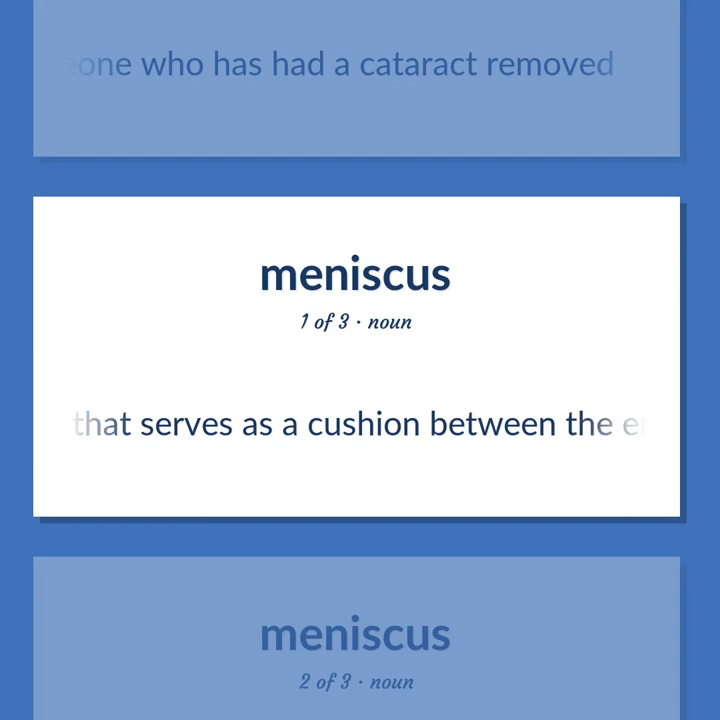 who has had a cataract removed
meniscus
1 of 3 · noun
that serves as a cushion between the
meniscus
2 of 3 · noun